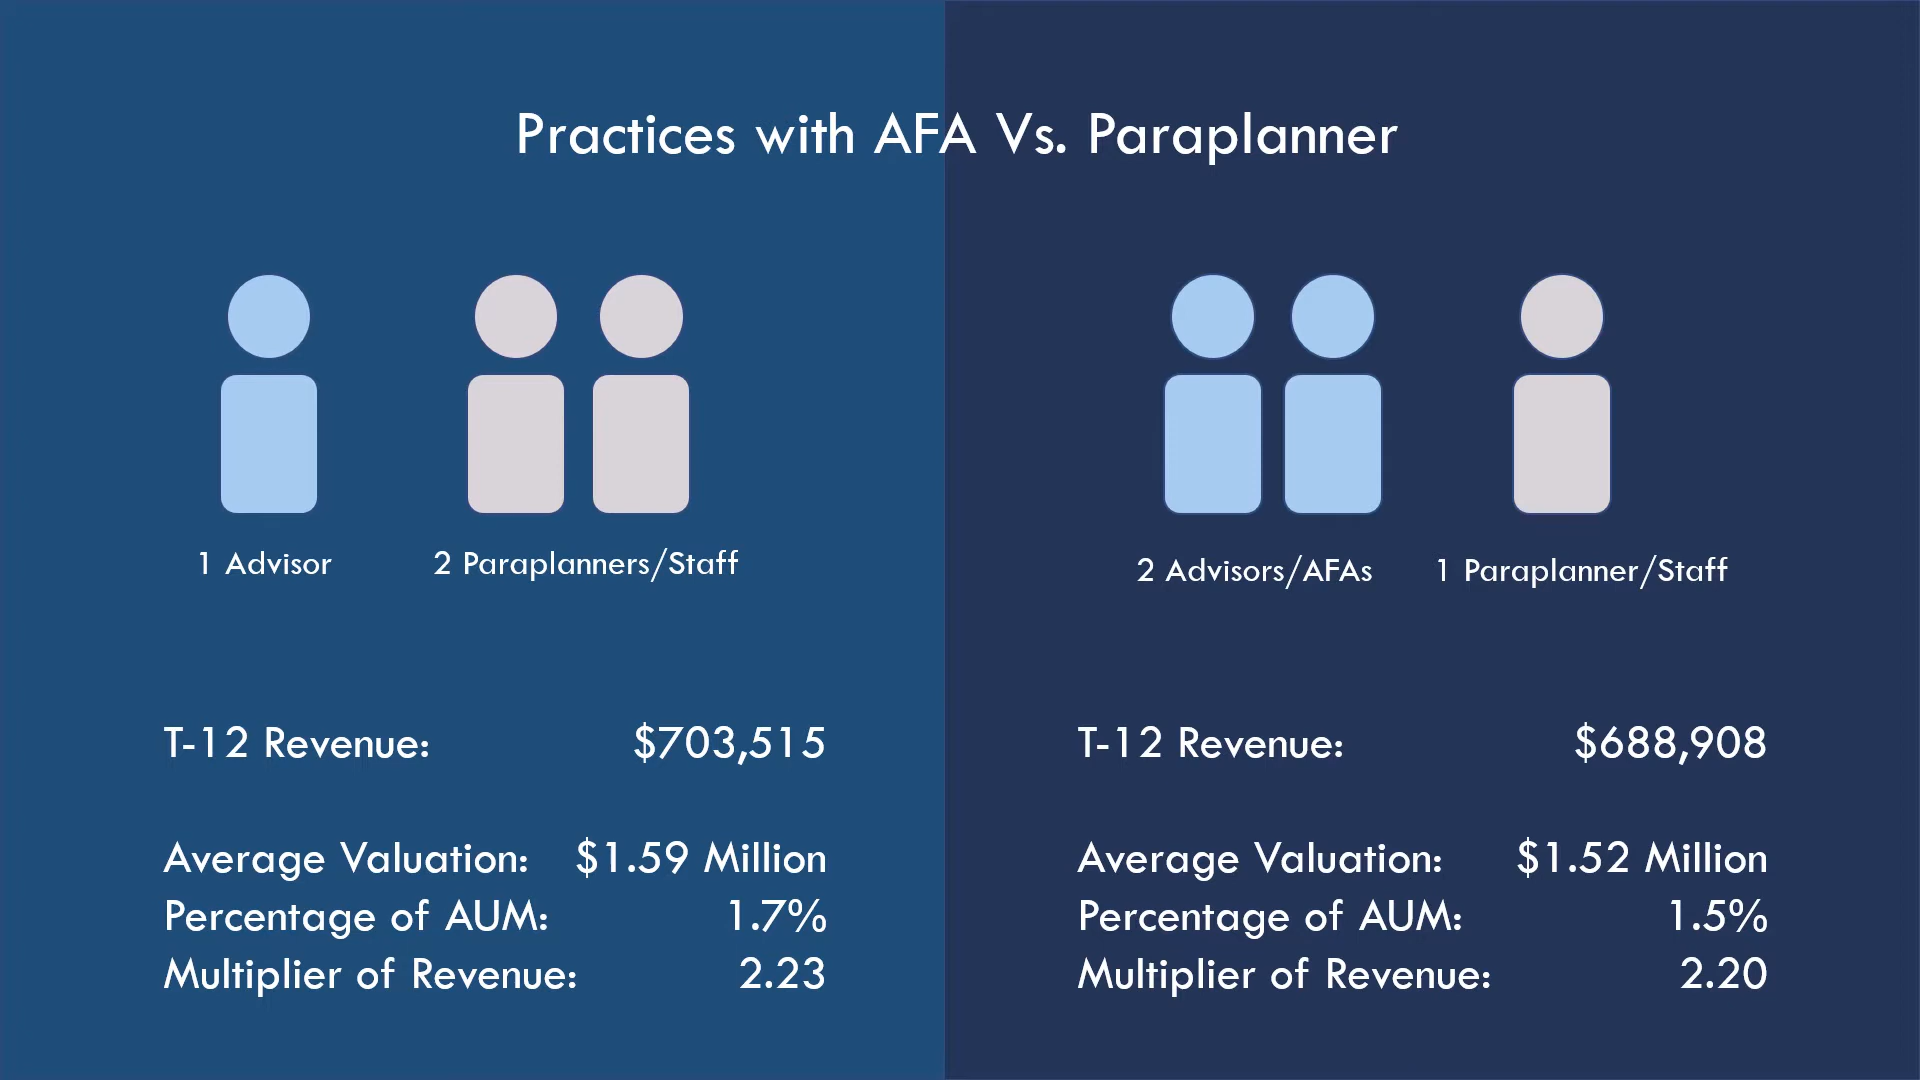 Practices with AFA Vs. Paraplanner
1 Advisor
2 Paraplanners/Staff
T-12 Revenue: $703,515
Average Valuation: $1.59 Million
Percentage of AUM: 1.7%
Multiplier of Revenue: 2.23
2 Advisors/AFAs
1 Paraplanner/Staff
T-12 Revenue: $688,908
Average Valuation: $1.52 Million
Percentage of AUM: 1.5%
Multiplier of Revenue: 2.20